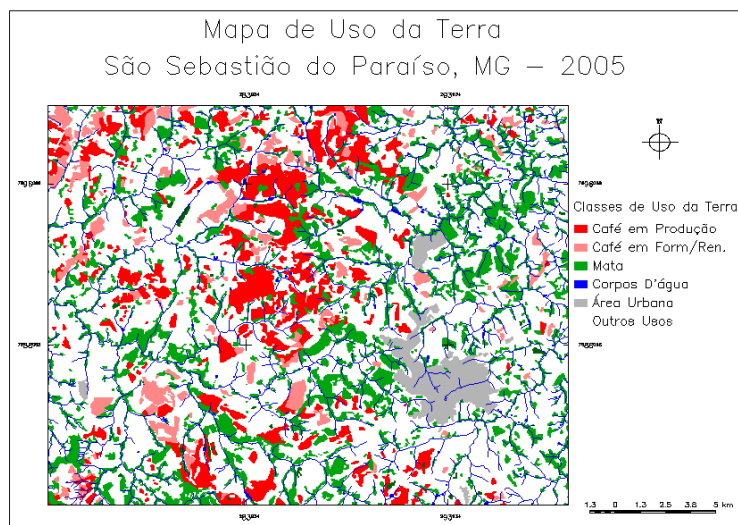 Mapa de Uso da Terra
São Sebastião do Paraíso, MG – 2005
Classes de Uso da Terra
Café em Produção
Café em Form/Ren.
Mata
Corpos D'água
Área Urbana
Outros Usos
1.3 0 1.3 2.5 3.8 5 km